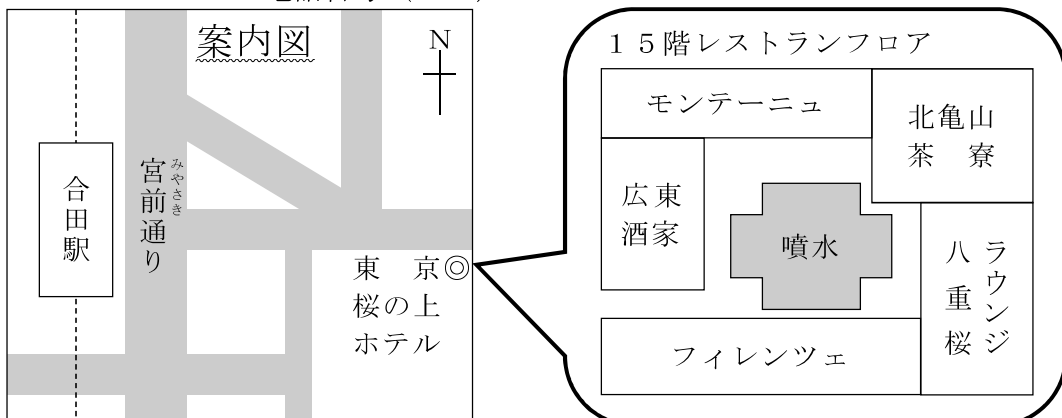 案内図
N
合田駅
宮前通り
みやさき
東京◎
桜の上
ホテル
15階レストランフロア
モンテーニュ
北亀山
茶寮
広東
酒家
噴水
ラウンジ
八重桜
フィレンツェ